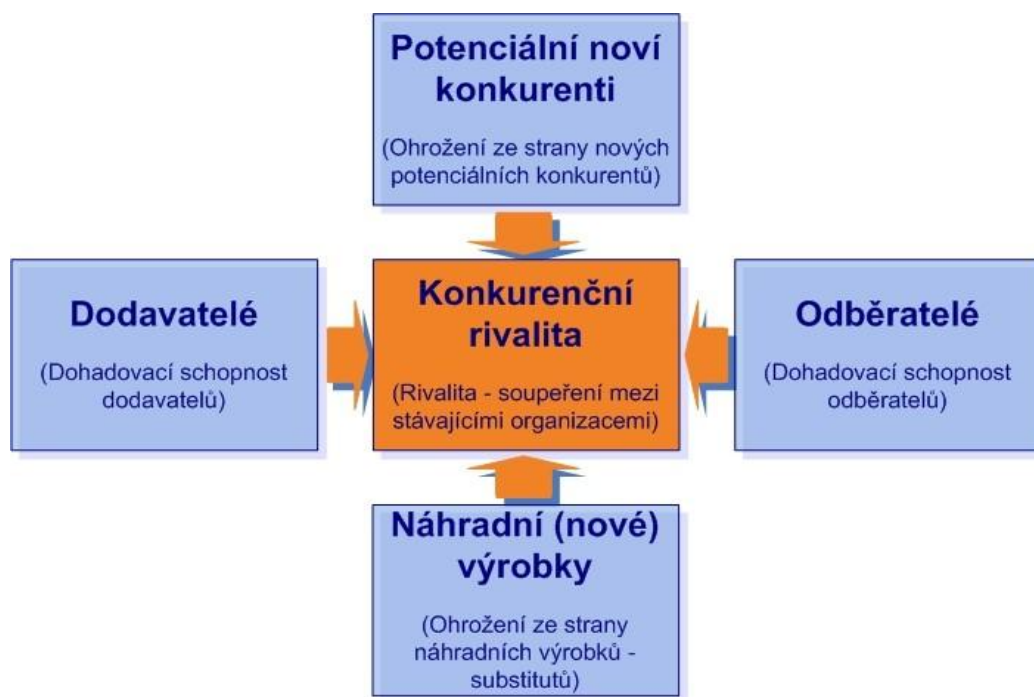 Potenciální noví
konkurenti
(Ohrožení ze strany nových
potenciálních konkurentů)
Dodavatelé
(Dohadovací schopnost
dodavatelů)
Konkurenční
rivalita
(Rivalita - soupeření mezi
stávajícími organizacemi)
Odběratelé
(Dohadovací schopnost
odběratelů)
Náhradní (nové)
výrobky
(Ohrožení ze strany
náhradních výrobků -
substitutů)